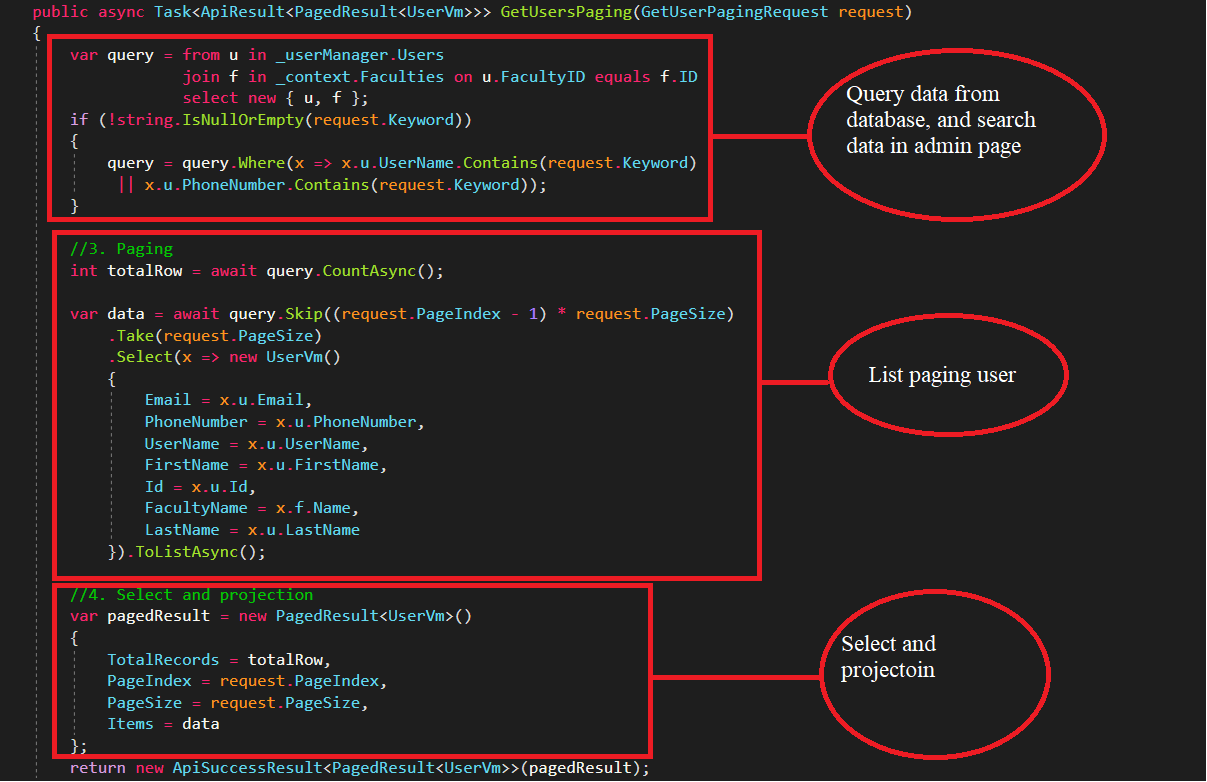 public async Task<ApiResult<PagedResult<UserVm>>> GetUsersPaging(GetUserPagingRequest request)
{
var query = from u in _userManager.Users
join f in _context.Faculties on u.FacultyID equals f.ID
select new { u, f };
if (!string.IsNullOrEmpty(request.Keyword))
{
query = query.Where(x => x.u.UserName.Contains(request.Keyword)
|| x.u.PhoneNumber.Contains(request.Keyword));
}
Query data from
database, and search
data in admin page
//3. Paging
int totalRow = await query.CountAsync();
var data = await query.Skip((request.PageIndex - 1) * request.PageSize)
.Take(request.PageSize)
.Select(x => new UserVm()
{
Email = x.u.Email,
PhoneNumber = x.u.PhoneNumber,
UserName = x.u.UserName,
FirstName = x.u.FirstName,
Id = x.u.Id,
FacultyName = x.f.Name,
LastName = x.u.LastName
}).ToListAsync();
List paging user
//4. Select and projection
var pagedResult = new PagedResult<UserVm>()
{
TotalRecords = totalRow,
PageIndex = request.PageIndex,
PageSize = request.PageSize,
Items = data
};
Select and
projectoin
return new ApiSuccessResult<PagedResult<UserVm>>(pagedResult);